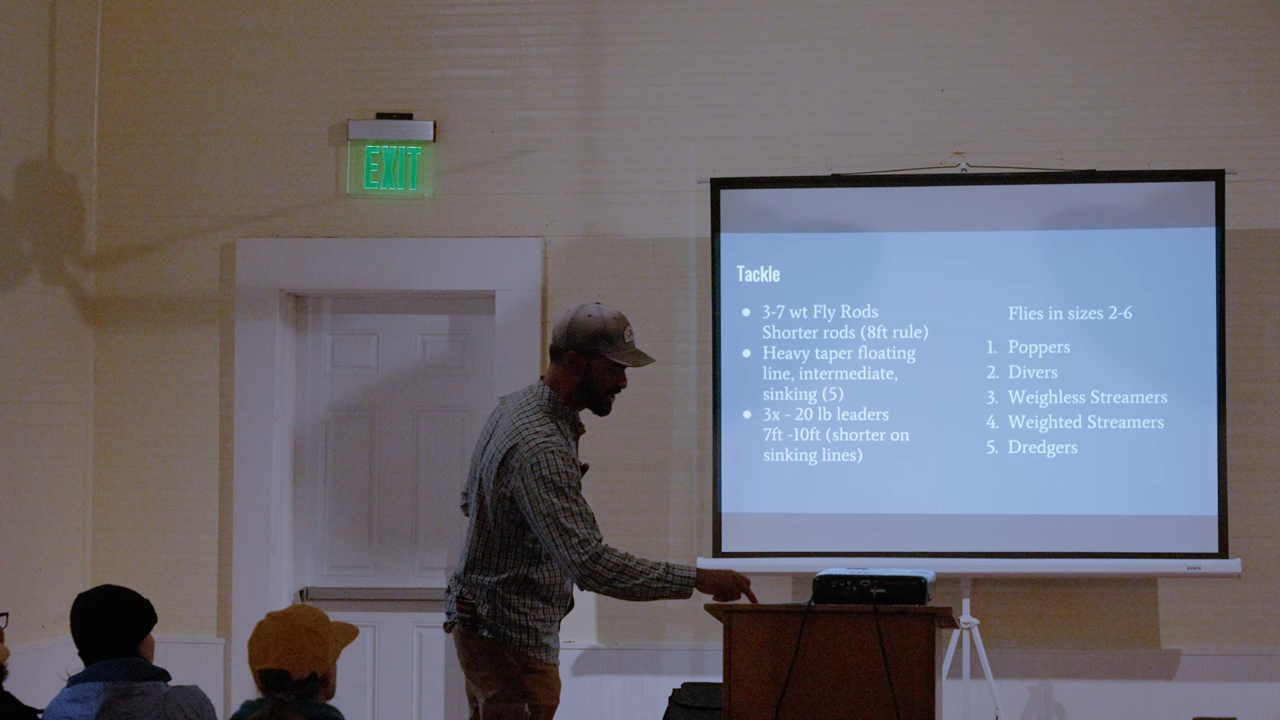 EXIT
Tackle
• 3-7 wt Fly Rods
Shorter rods (8ft rule)
• Heavy taper floating
line, intermediate,
sinking (5)
• 3x - 20 lb leaders
7ft -10ft (shorter on
sinking lines)
Flies in sizes 2-6
1. Poppers
2. Divers
3. Weighless Streamers
4. Weighted Streamers
5. Dredgers